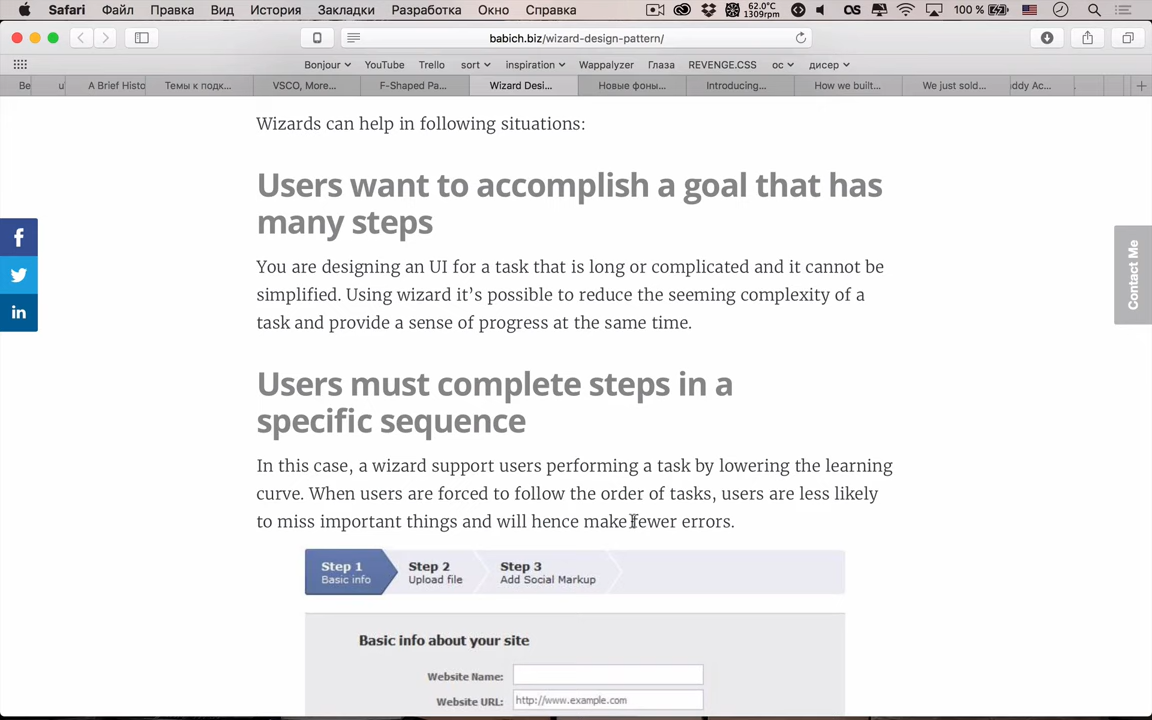 Safari Файл Правка Вид История Закладки Разработка Окно Справка 62.0°C 1309rpm 100 %
babich.biz/wizard-design-pattern/
Bonjour YouTube Trello sort inspiration Wappalyzer Глаза REVENGE.CSS ос дисер
Be u A Brief Histo Темы к подк... VSCO, More... F-Shaped Pa... Wizard Desi... Новые фоны... Introducing... How we built... We just sold... ddy Ac...
Wizards can help in following situations:
Users want to accomplish a goal that has
many steps
You are designing an UI for a task that is long or complicated and it cannot be
simplified. Using wizard it’s possible to reduce the seeming complexity of a
task and provide a sense of progress at the same time.
Contact Me
Users must complete steps in a
specific sequence
In this case, a wizard support users performing a task by lowering the learning
curve. When users are forced to follow the order of tasks, users are less likely
to miss important things and will hence make fewer errors.
Step 1 Step 2 Step 3
Basic info Upload file Add Social Markup
Basic info about your site
Website Name:
Website URL: http://www.example.com